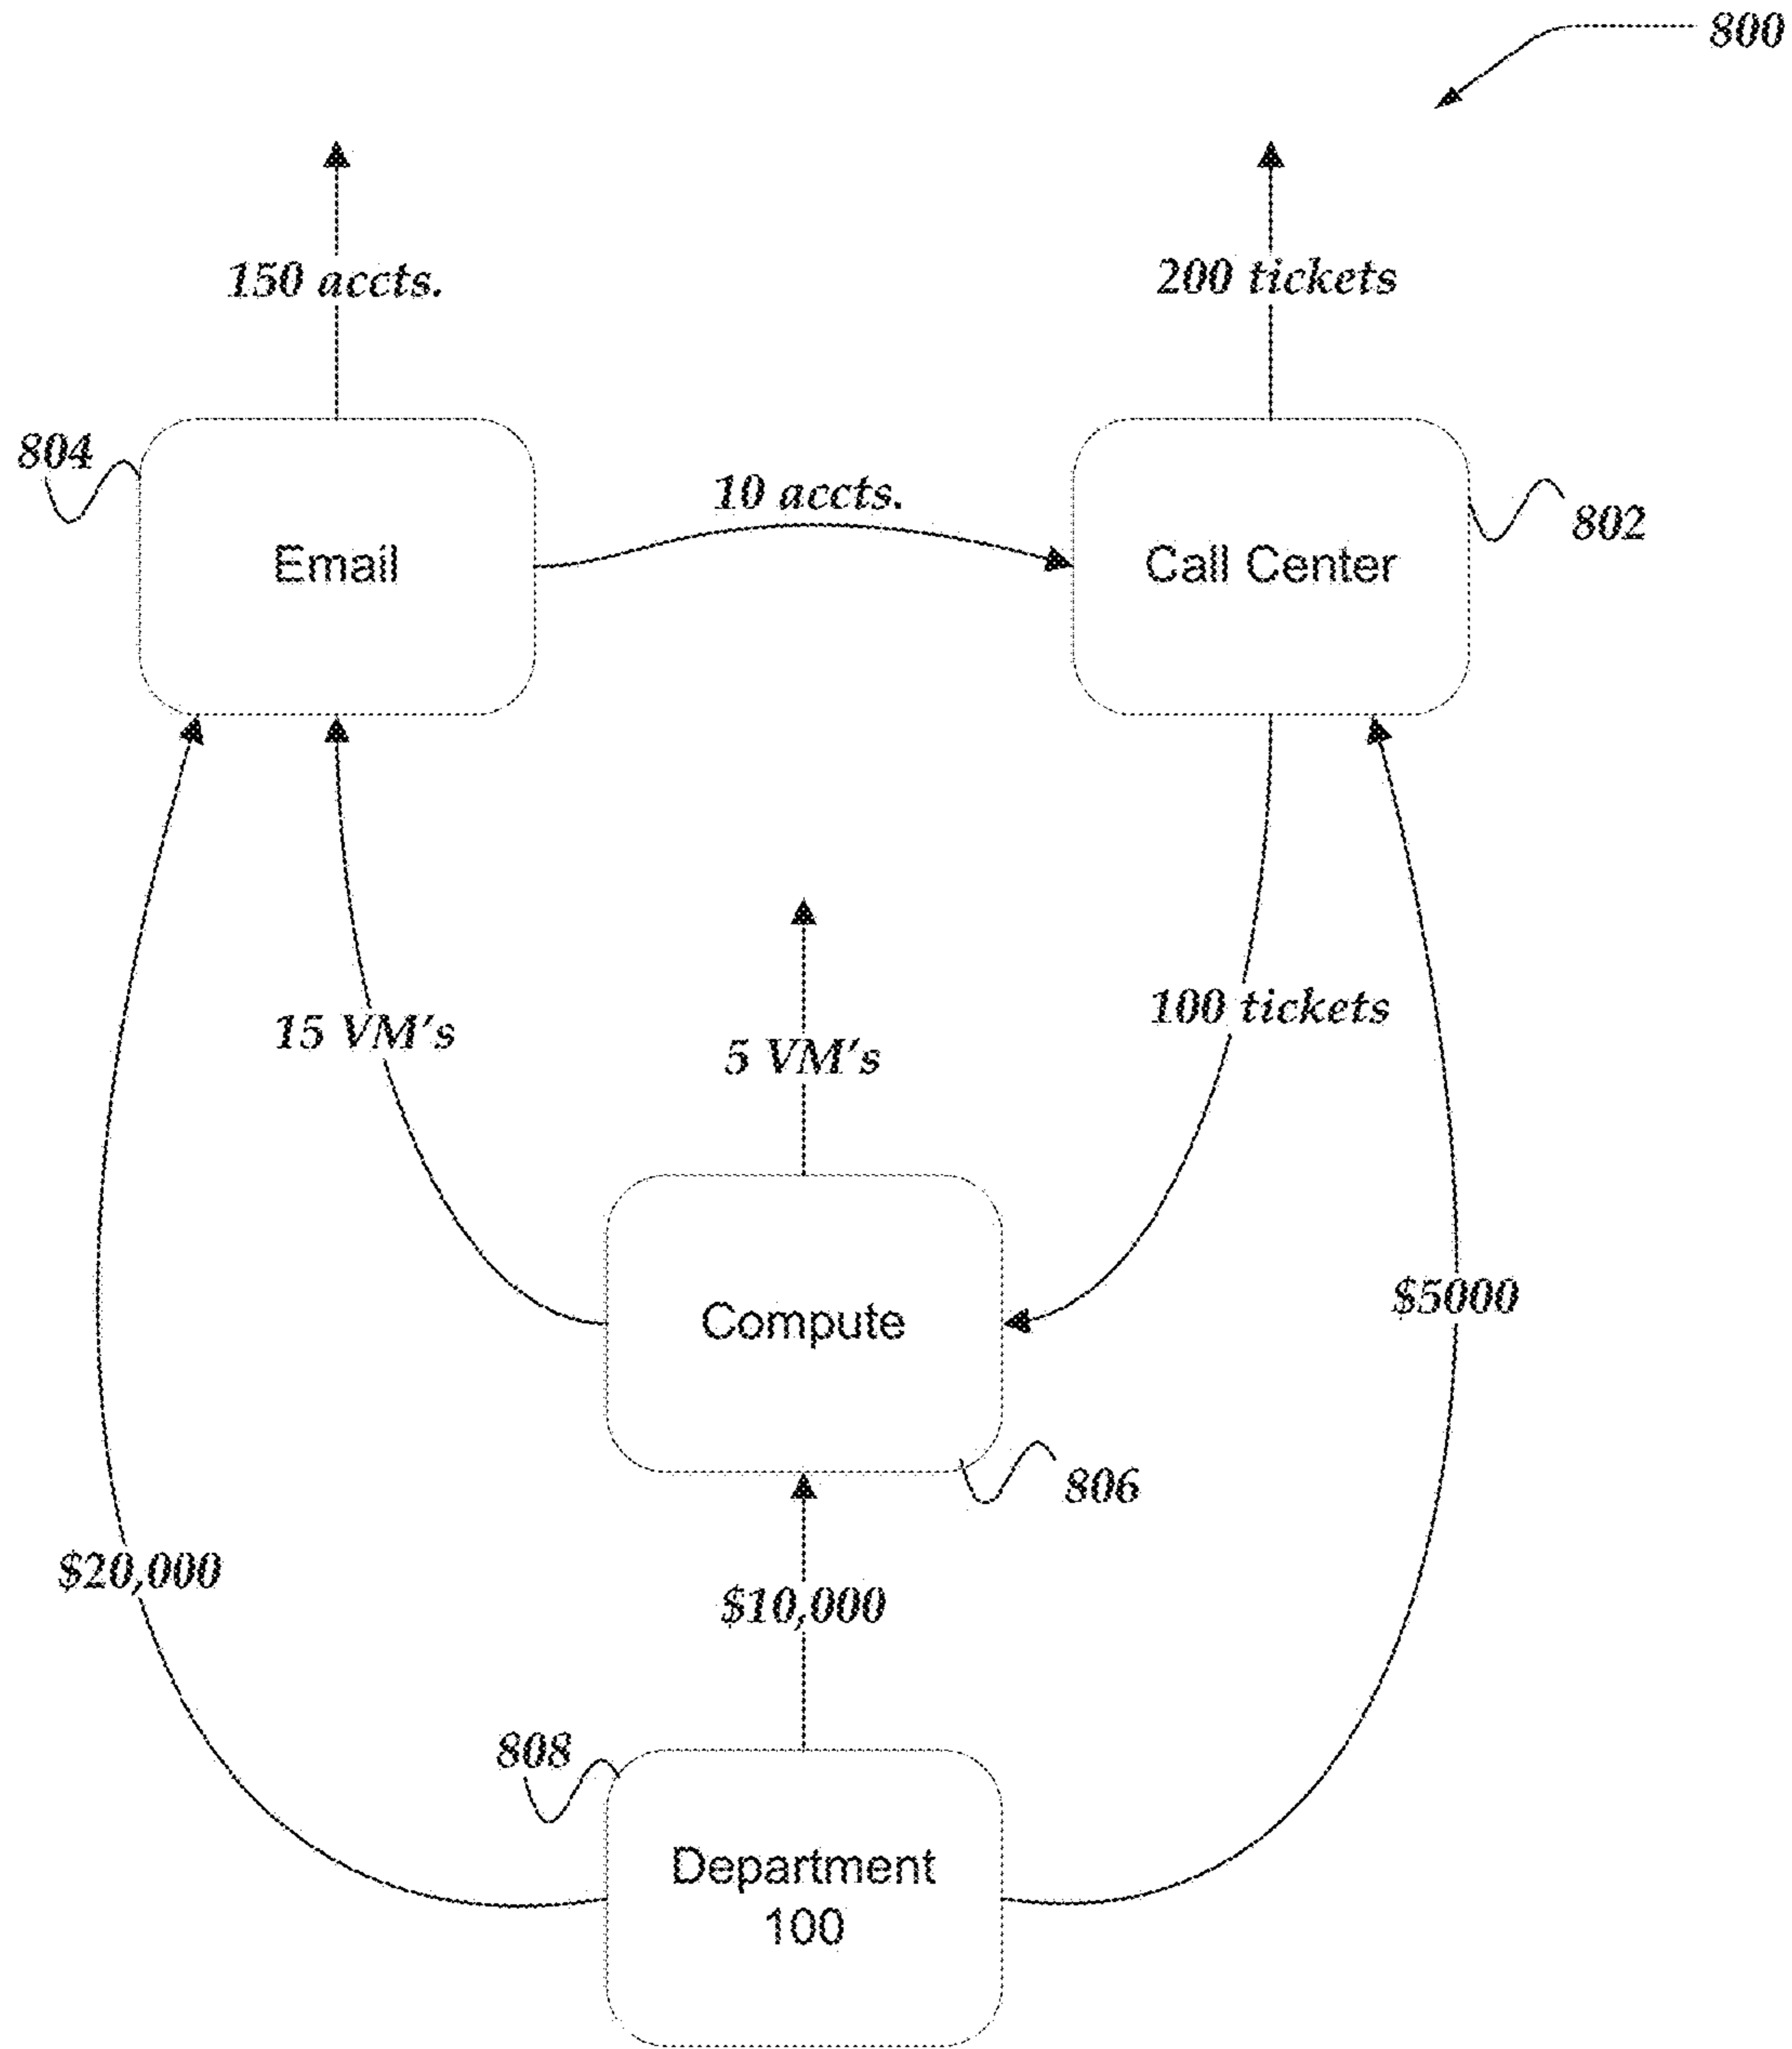 800
150 accts.
200 tickets
804
10 accts.
802
Email
Call Center
15 VM's
5 VM's
100 tickets
$5000
Compute
806
$20,000
$10,000
808
Department
100